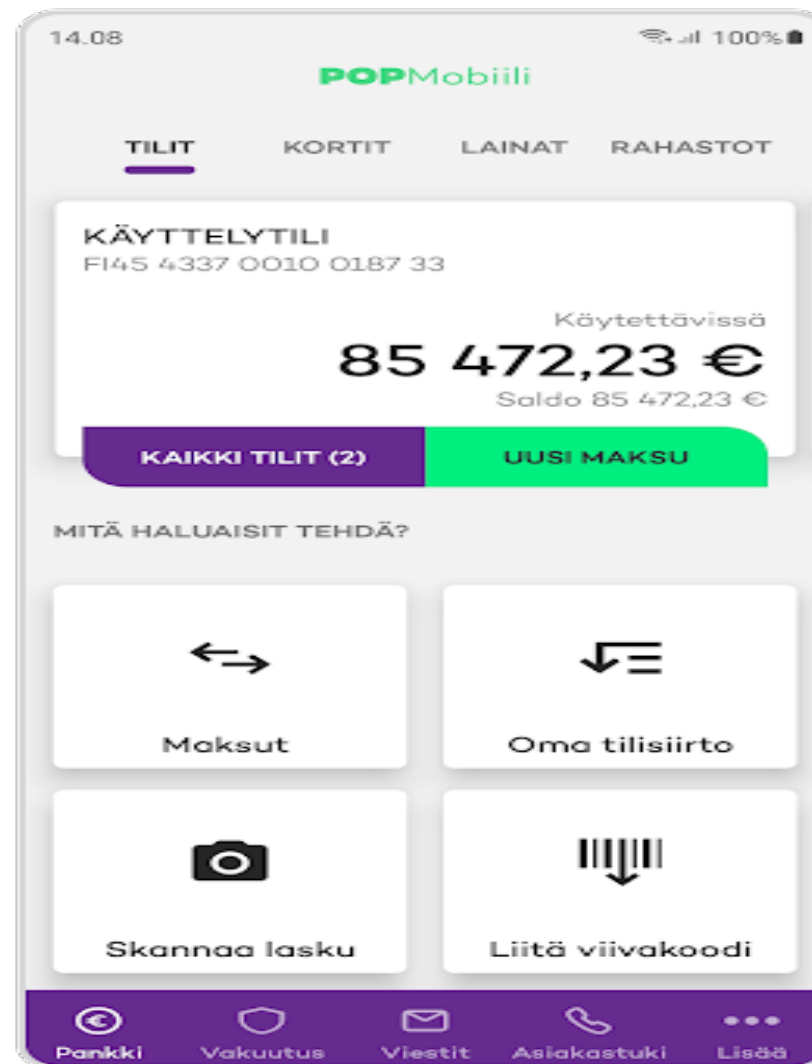 14.08 100%
POPMobiili
TILIT KORTIT LAINAT RAHASTOT
KÄYTTELYTILI
FI45 4337 0010 0187 33
Käytettävissä
85 472,23 €
Saldo 85 472,23 €
KAIKKI TILIT (2) UUSI MAKSU
MITÄ HALUAISIT TEHDÄ?
Maksut Oma tilisiirto
Skannaa lasku Liitä viivakoodi
Pankki Vakuutus Viestit Asiakastuki Lisää